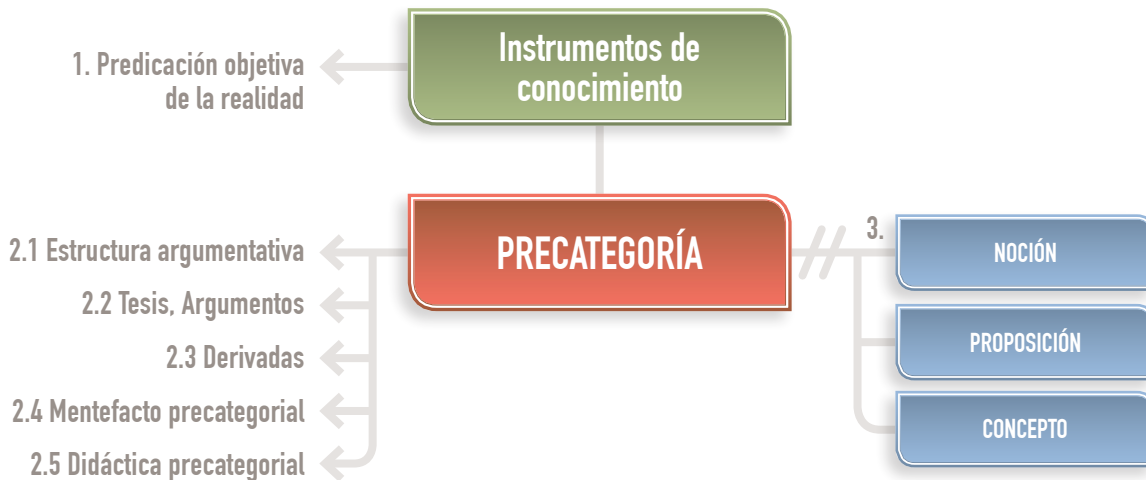 Instrumentos de
conocimiento
1. Predicación objetiva
de la realidad
PRECATEGORÍA
2.1 Estructura argumentativa
2.2 Tesis, Argumentos
2.3 Derivadas
2.4 Mentefacto precategorial
2.5 Didáctica precategorial
3.
NOCIÓN
PROPOSICIÓN
CONCEPTO